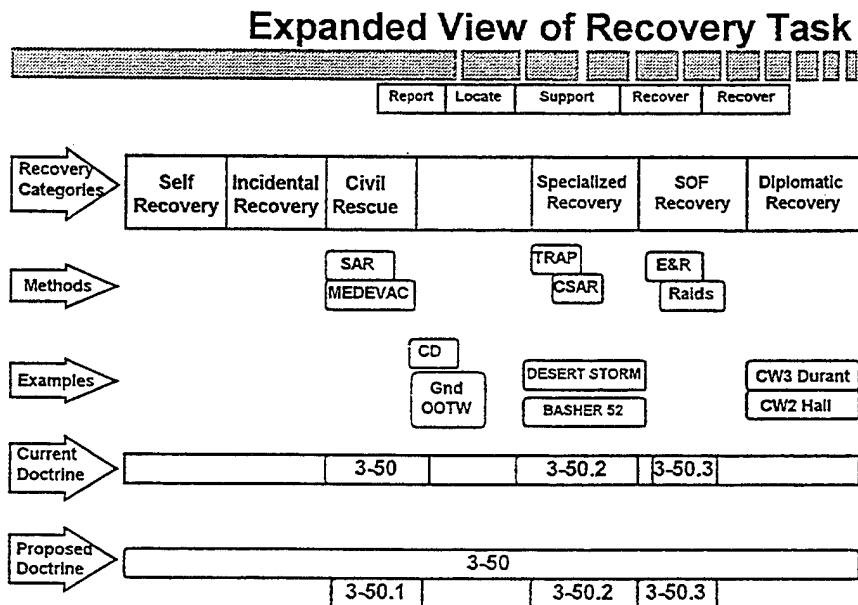 Expanded View of Recovery Task
Report Locate Support Recover Recover
Recovery
Categories
Self
Recovery
Incidental
Recovery
Civil
Rescue
Specialized
Recovery
SOF
Recovery
Diplomatic
Recovery
Methods
SAR
MEDEVAC
TRAP
CSAR
E&R
Raids
Examples
CD
Gnd
OOTW
DESERT STORM
BASHER 52
CW3 Durant
CW2 Hall
Current
Doctrine
3-50 3-50.2 3-50.3
Proposed
Doctrine
3-50
3-50.1 3-50.2 3-50.3